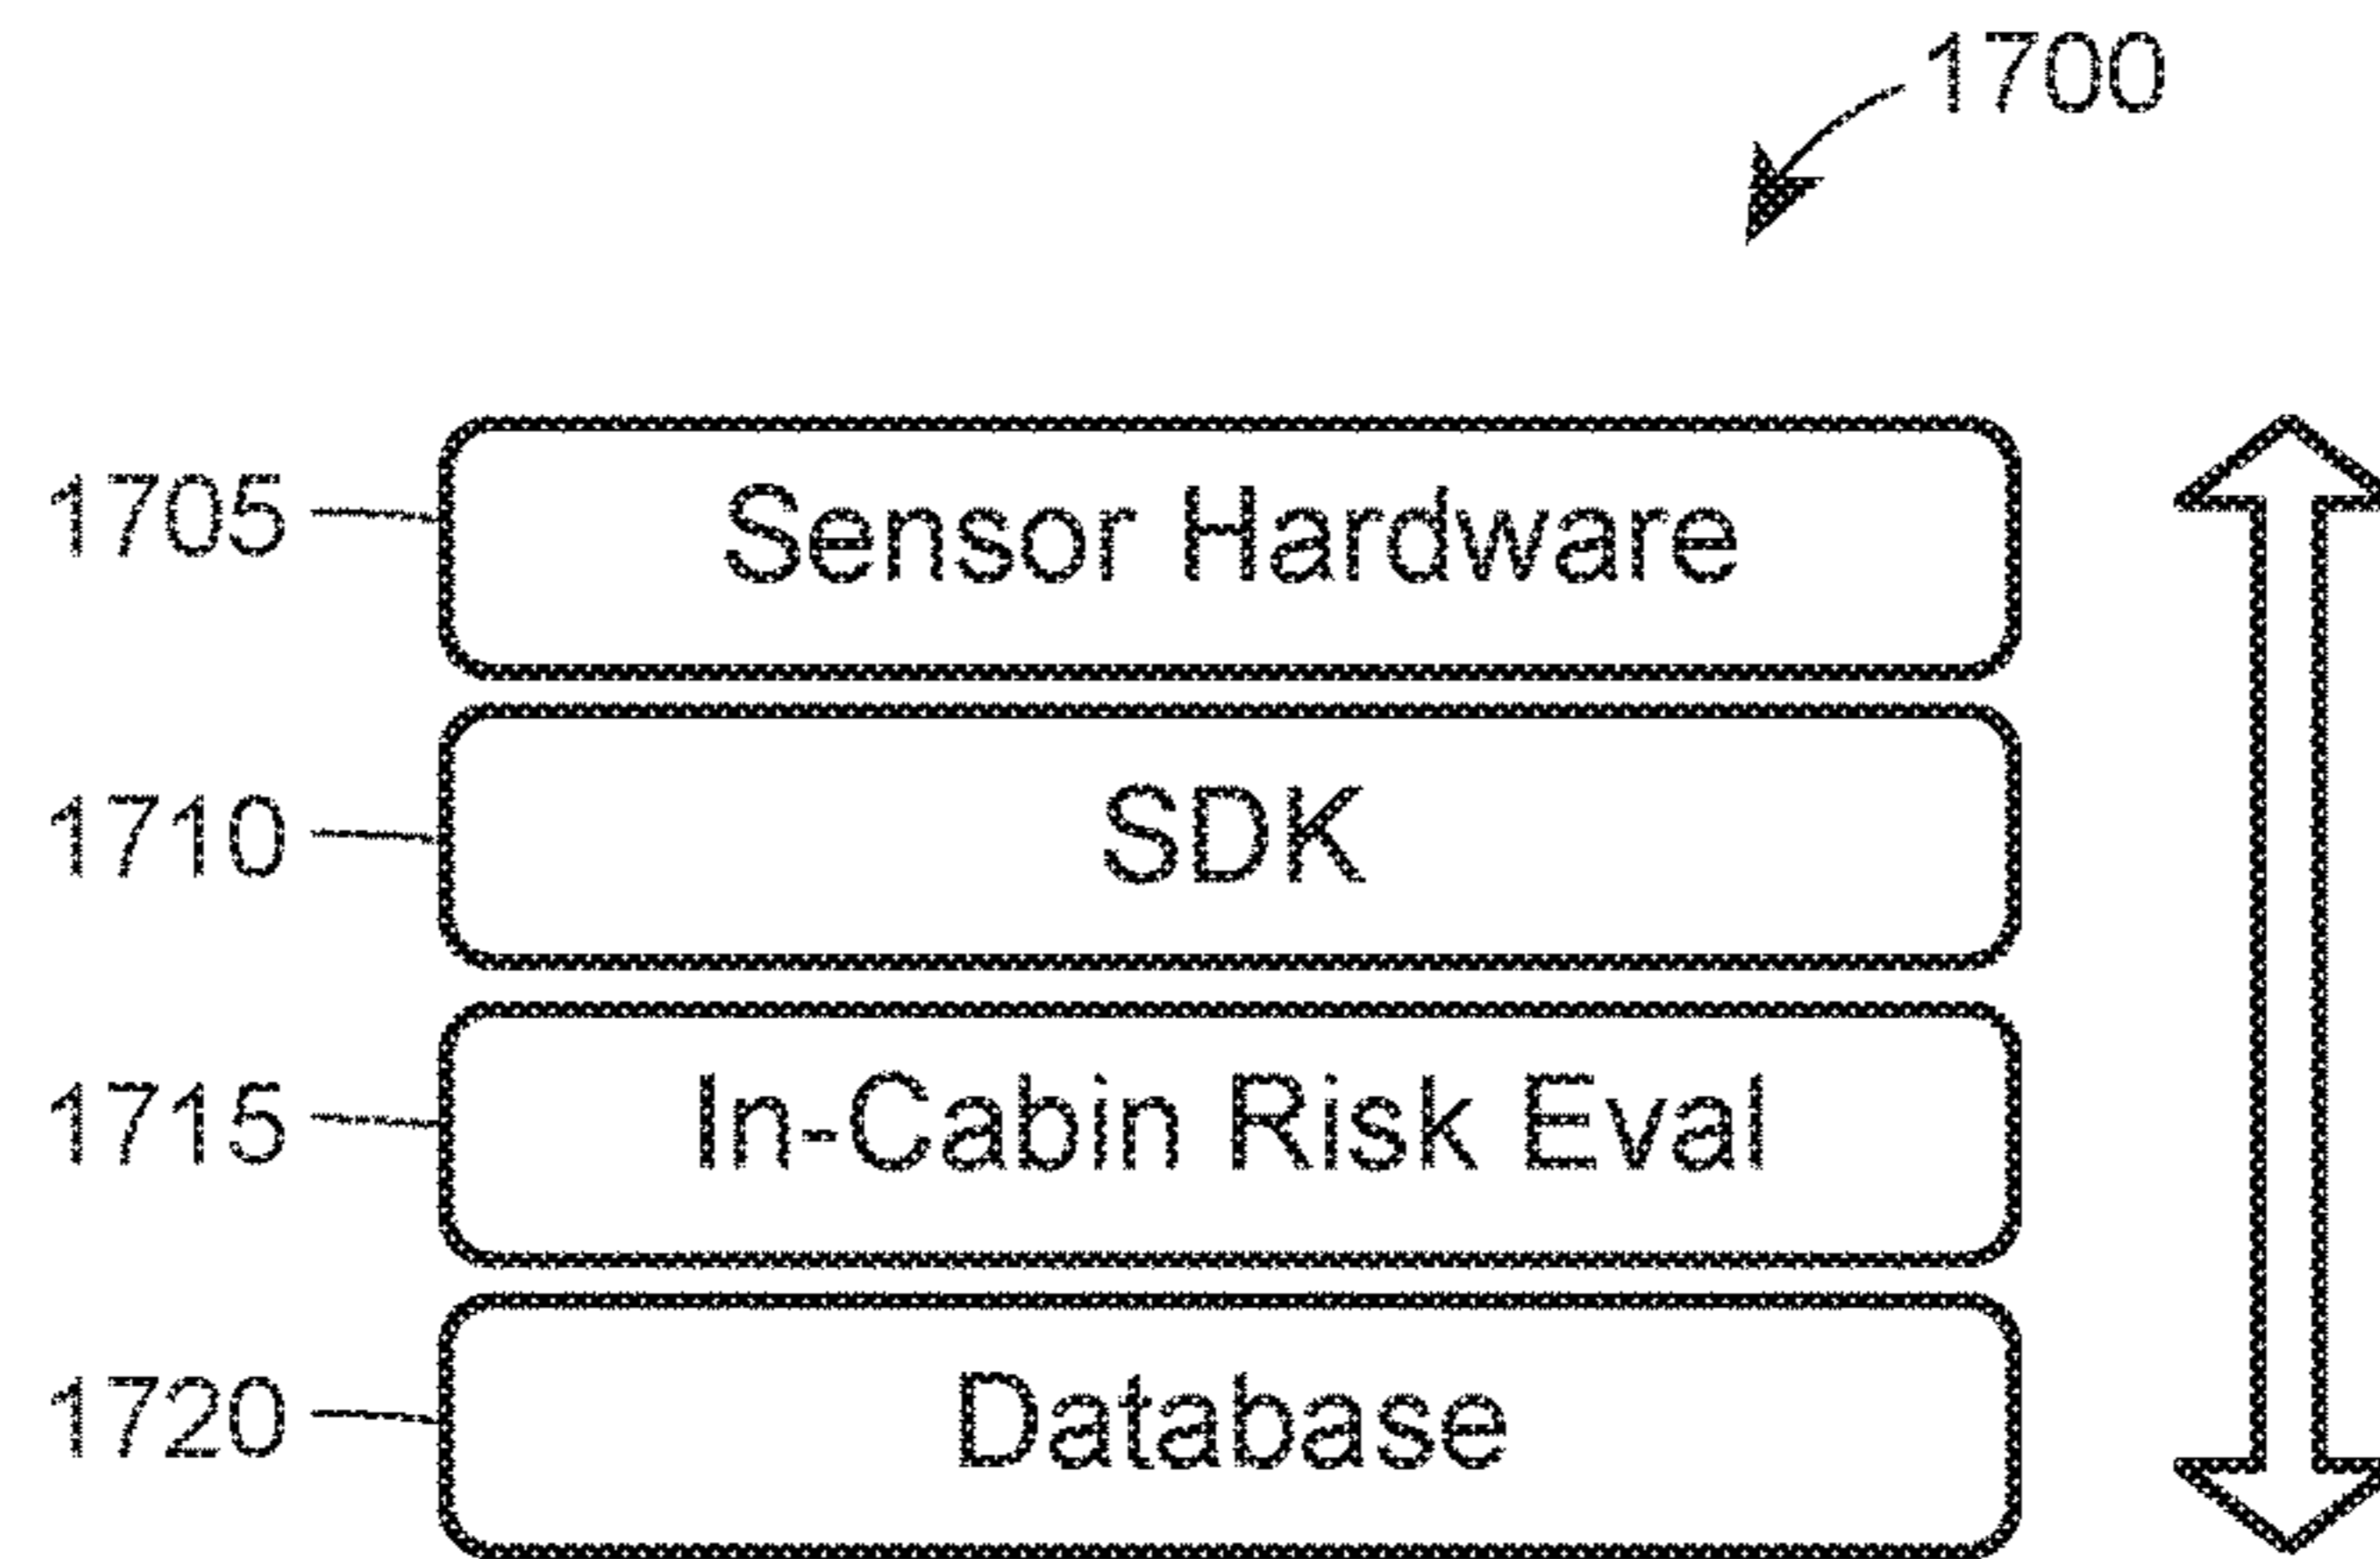 1700
1705 Sensor Hardware
1710 SDK
1715 In-Cabin Risk Eval
1720 Database